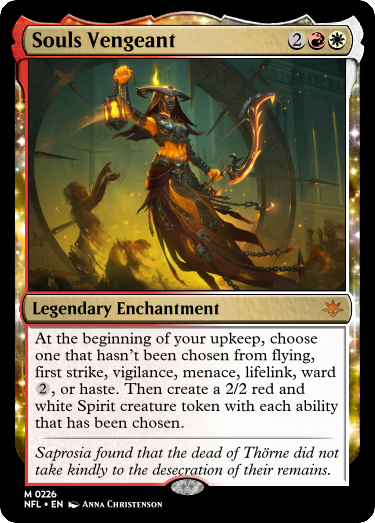 Souls Vengeant 2
Legendary Enchantment
At the beginning of your upkeep, choose
one that hasn't been chosen from flying,
first strike, vigilance, menace, lifelink, ward
2, or haste. Then create a 2/2 red and
white Spirit creature token with each ability
that has been chosen.
Saprosia found that the dead of Thörne did not
take kindly to the desecration of their remains.
M 0226
NFL • EN Anna Christenson